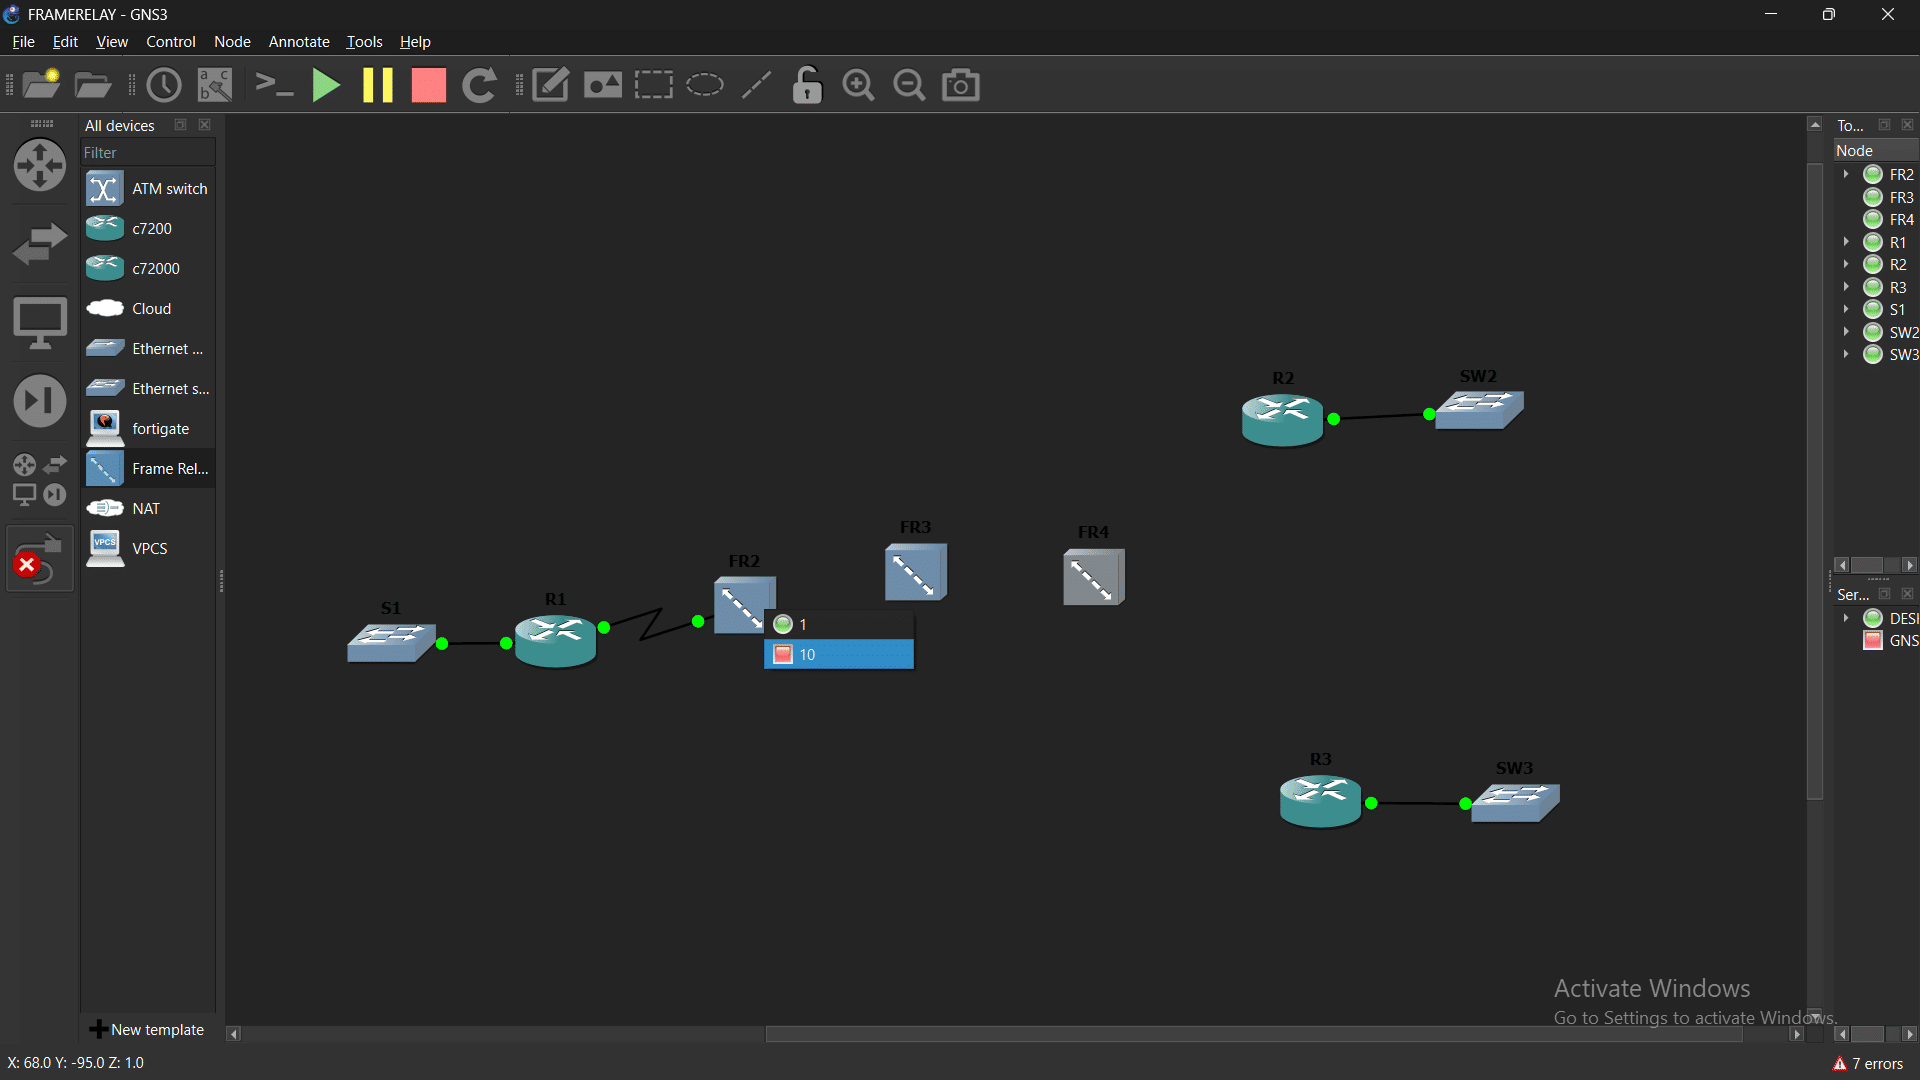 FRAMERELAY - GNS3
File Edit View Control Node Annotate Tools Help
a c
b
>_
All devices
Filter
ATM switch
c7200
c72000
Cloud
Ethernet ...
Ethernet s...
fortigate
Frame Rel...
NAT
VPCS
VPCS
New template
X: 68.0 Y: -95.0 Z: 1.0
S1
R1
FR2
1
10
FR3
FR4
R2
SW2
R3
SW3
To...
Node
FR2
FR3
FR4
R1
R2
R3
S1
SW2
SW3
Ser...
DESI
GNS
Activate Windows
Go to Settings to activate Windows.
7 errors